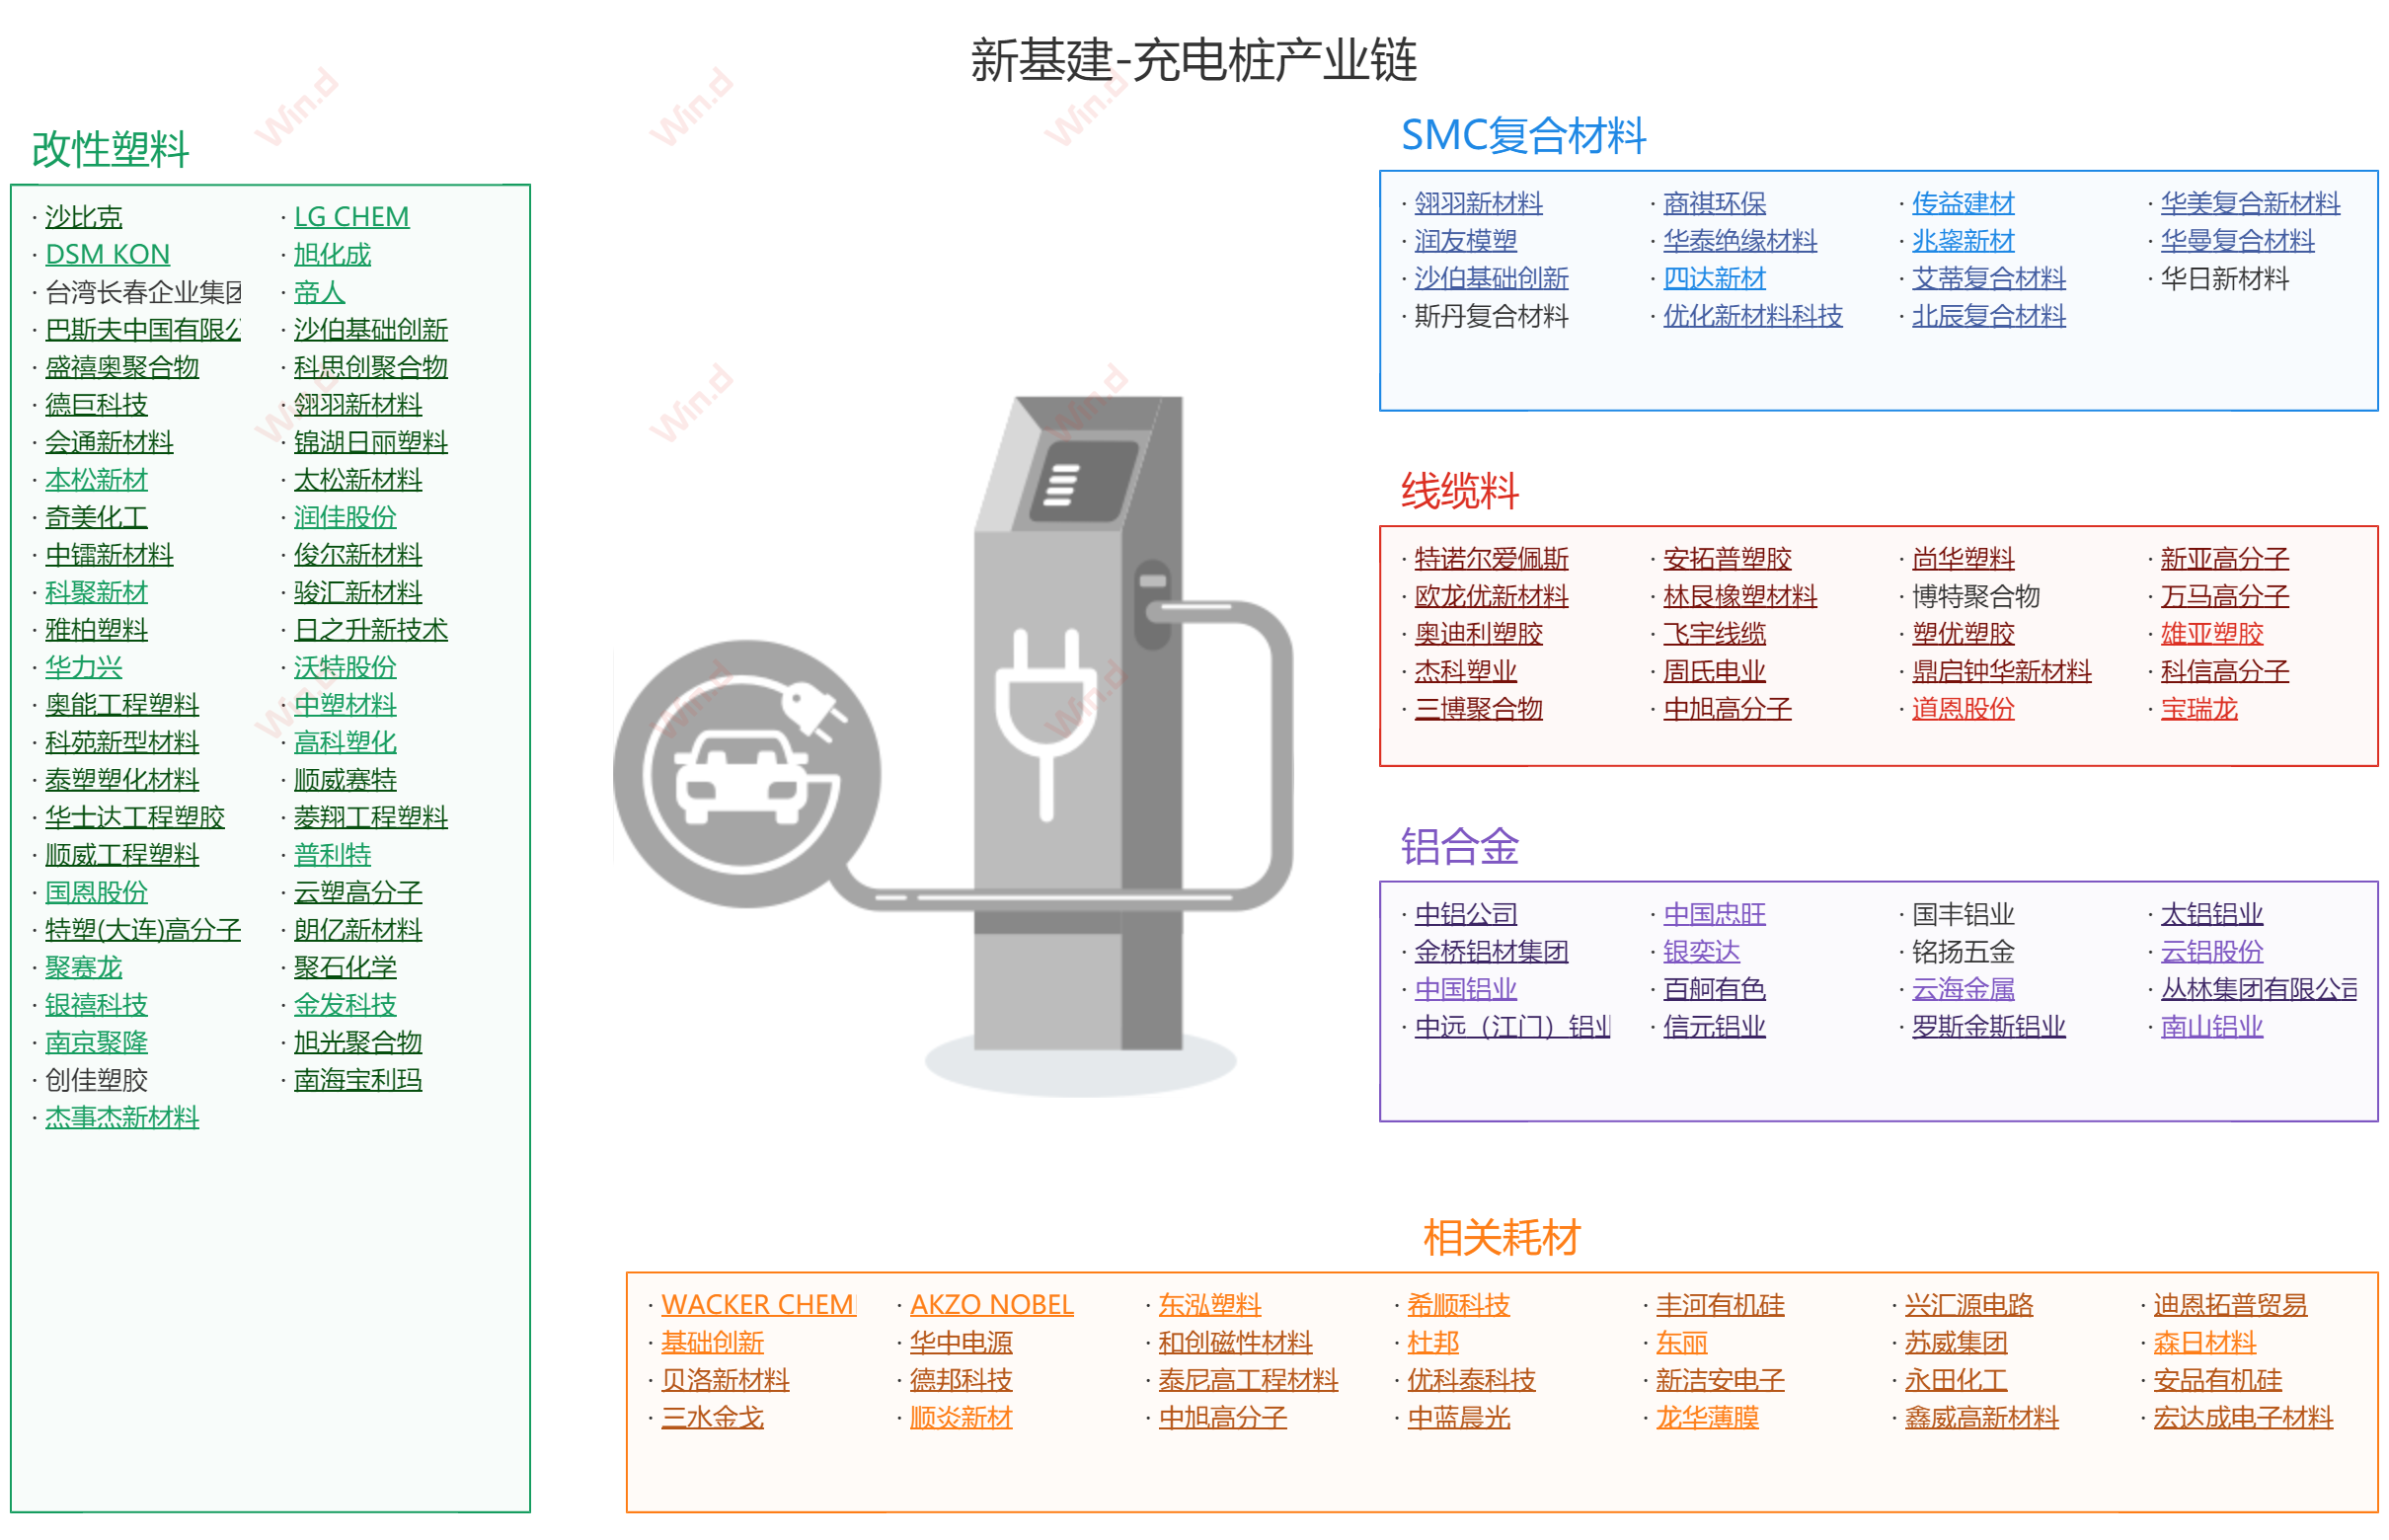 新基建-充电桩产业链
改性塑料
· 沙比克
· LG CHEM
· DSM KON
· 旭化成
· 台湾长春企业集团
· 帝人
· 巴斯夫中国有限公
· 沙伯基础创新
· 盛禧奥聚合物
· 科思创聚合物
· 德巨科技
· 翎羽新材料
· 会通新材料
· 锦湖日丽塑料
· 本松新材
· 太松新材料
· 奇美化工
· 润佳股份
· 中镭新材料
· 俊尔新材料
· 科聚新材
· 骏汇新材料
· 雅柏塑料
· 日之升新技术
· 华力兴
· 沃特股份
· 奥能工程塑料
· 中塑材料
· 科苑新型材料
· 高科塑化
· 泰塑塑化材料
· 顺威赛特
· 华士达工程塑胶
· 菱翔工程塑料
· 顺威工程塑料
· 普利特
· 国恩股份
· 云塑高分子
· 特塑(大连)高分子
· 朗亿新材料
· 聚赛龙
· 聚石化学
· 银禧科技
· 金发科技
· 南京聚隆
· 旭光聚合物
· 创佳塑胶
· 南海宝利玛
· 杰事杰新材料
SMC复合材料
· 翎羽新材料
· 商祺环保
· 传益建材
· 华美复合新材料
· 润友模塑
· 华泰绝缘材料
· 兆鋆新材
· 华曼复合材料
· 沙伯基础创新
· 四达新材
· 艾蒂复合材料
· 华日新材料
· 斯丹复合材料
· 优化新材料科技
· 北辰复合材料
线缆料
· 特诺尔爱佩斯
· 安拓普塑胶
· 尚华塑料
· 新亚高分子
· 欧龙优新材料
· 林艮橡塑材料
· 博特聚合物
· 万马高分子
· 奥迪利塑胶
· 飞宇线缆
· 塑优塑胶
· 雄亚塑胶
· 杰科塑业
· 周氏电业
· 鼎启钟华新材料
· 科信高分子
· 三博聚合物
· 中旭高分子
· 道恩股份
· 宝瑞龙
铝合金
· 中铝公司
· 中国忠旺
· 国丰铝业
· 太铝铝业
· 金桥铝材集团
· 银奕达
· 铭扬五金
· 云铝股份
· 中国铝业
· 百舸有色
· 云海金属
· 丛林集团有限公司
· 中远（江门）铝业
· 信元铝业
· 罗斯金斯铝业
· 南山铝业
相关耗材
· WACKER CHEMI
· AKZO NOBEL
· 东泓塑料
· 希顺科技
· 丰河有机硅
· 兴汇源电路
· 迪恩拓普贸易
· 基础创新
· 华中电源
· 和创磁性材料
· 杜邦
· 东丽
· 苏威集团
· 森日材料
· 贝洛新材料
· 德邦科技
· 泰尼高工程材料
· 优科泰科技
· 新洁安电子
· 永田化工
· 安品有机硅
· 三水金戈
· 顺炎新材
· 中旭高分子
· 中蓝晨光
· 龙华薄膜
· 鑫威高新材料
· 宏达成电子材料
Win.d
Win.d
Win.d
Win.d
Win.d
Win.d
Win.d
Win.d
Win.d